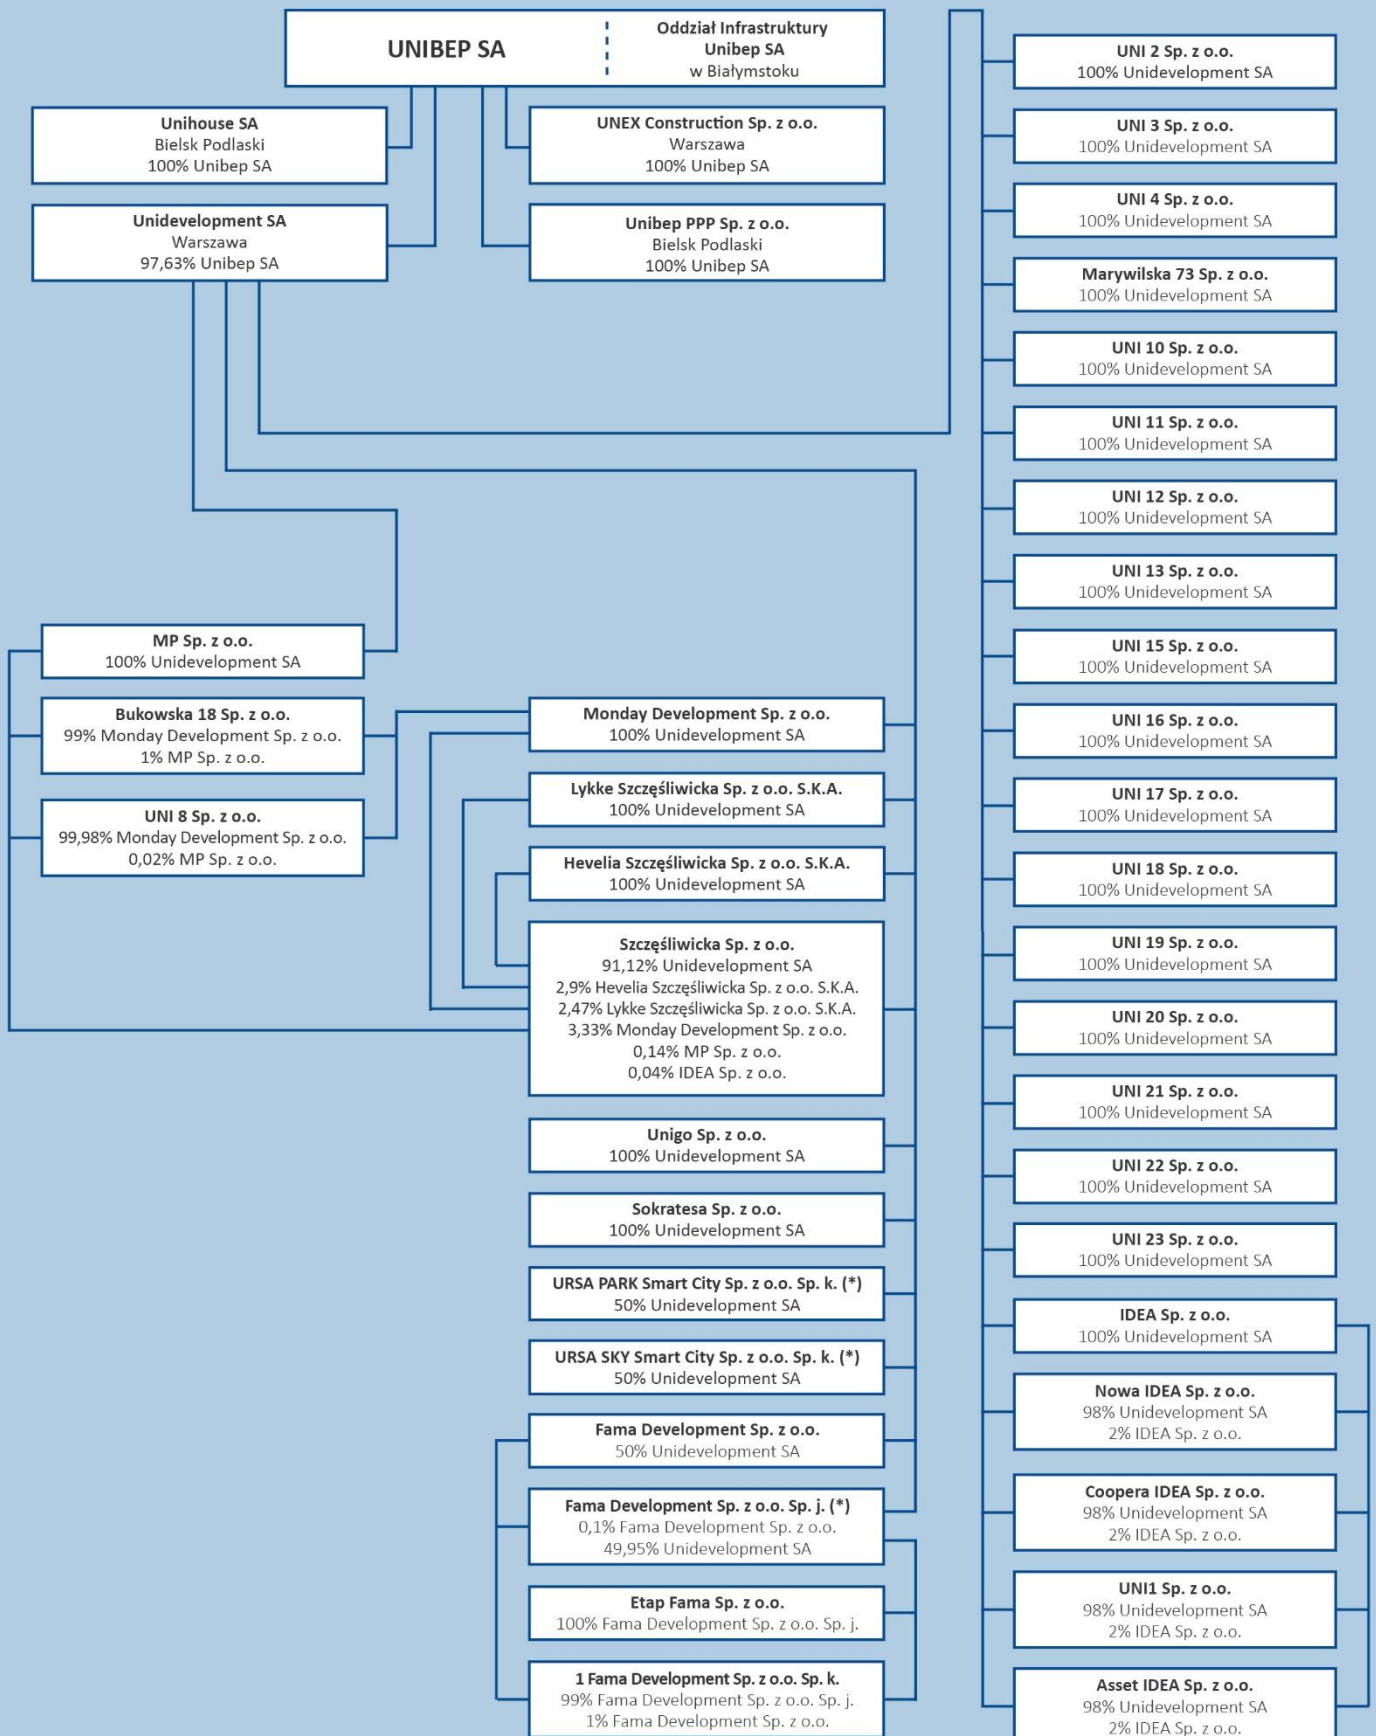 UNIBEP SA
Oddział Infrastruktury
Unibep SA
w Białymstoku
Unihouse SA
Bielsk Podlaski
100% Unibep SA
UNEX Construction Sp. z o.o.
Warszawa
100% Unibep SA
Unidevelopment SA
Warszawa
97,63% Unibep SA
Unibep PPP Sp. z o.o.
Bielsk Podlaski
100% Unibep SA
MP Sp. z o.o.
100% Unidevelopment SA
Bukowska 18 Sp. z o.o.
99% Monday Development Sp. z o.o.
1% MP Sp. z o.o.
UNI 8 Sp. z o.o.
99,98% Monday Development Sp. z o.o.
0,02% MP Sp. z o.o.
Monday Development Sp. z o.o.
100% Unidevelopment SA
Lykke Szczęśliwicka Sp. z o.o. S.K.A.
100% Unidevelopment SA
Hevelia Szczęśliwicka Sp. z o.o. S.K.A.
100% Unidevelopment SA
Szczęśliwicka Sp. z o.o.
91,12% Unidevelopment SA
2,9% Hevelia Szczęśliwicka Sp. z o.o. S.K.A.
2,47% Lykke Szczęśliwicka Sp. z o.o. S.K.A.
3,33% Monday Development Sp. z o.o.
0,14% MP Sp. z o.o.
0,04% IDEA Sp. z o.o.
Unigo Sp. z o.o.
100% Unidevelopment SA
Sokratesa Sp. z o.o.
100% Unidevelopment SA
URSA PARK Smart City Sp. z o.o. Sp. k. (*)
50% Unidevelopment SA
URSA SKY Smart City Sp. z o.o. Sp. k. (*)
50% Unidevelopment SA
Fama Development Sp. z o.o.
50% Unidevelopment SA
Fama Development Sp. z o.o. Sp. j. (*)
0,1% Fama Development Sp. z o.o.
49,95% Unidevelopment SA
Etap Fama Sp. z o.o.
100% Fama Development Sp. z o.o. Sp. j.
1 Fama Development Sp. z o.o. Sp. k.
99% Fama Development Sp. z o.o. Sp. j.
1% Fama Development Sp. z o.o.
UNI 2 Sp. z o.o.
100% Unidevelopment SA
UNI 3 Sp. z o.o.
100% Unidevelopment SA
UNI 4 Sp. z o.o.
100% Unidevelopment SA
Marywilska 73 Sp. z o.o.
100% Unidevelopment SA
UNI 10 Sp. z o.o.
100% Unidevelopment SA
UNI 11 Sp. z o.o.
100% Unidevelopment SA
UNI 12 Sp. z o.o.
100% Unidevelopment SA
UNI 13 Sp. z o.o.
100% Unidevelopment SA
UNI 15 Sp. z o.o.
100% Unidevelopment SA
UNI 16 Sp. z o.o.
100% Unidevelopment SA
UNI 17 Sp. z o.o.
100% Unidevelopment SA
UNI 18 Sp. z o.o.
100% Unidevelopment SA
UNI 19 Sp. z o.o.
100% Unidevelopment SA
UNI 20 Sp. z o.o.
100% Unidevelopment SA
UNI 21 Sp. z o.o.
100% Unidevelopment SA
UNI 22 Sp. z o.o.
100% Unidevelopment SA
UNI 23 Sp. z o.o.
100% Unidevelopment SA
IDEA Sp. z o.o.
100% Unidevelopment SA
Nowa IDEA Sp. z o.o.
98% Unidevelopment SA
2% IDEA Sp. z o.o.
Coopera IDEA Sp. z o.o.
98% Unidevelopment SA
2% IDEA Sp. z o.o.
UNI1 Sp. z o.o.
98% Unidevelopment SA
2% IDEA Sp. z o.o.
Asset IDEA Sp. z o.o.
98% Unidevelopment SA
2% IDEA Sp. z o.o.